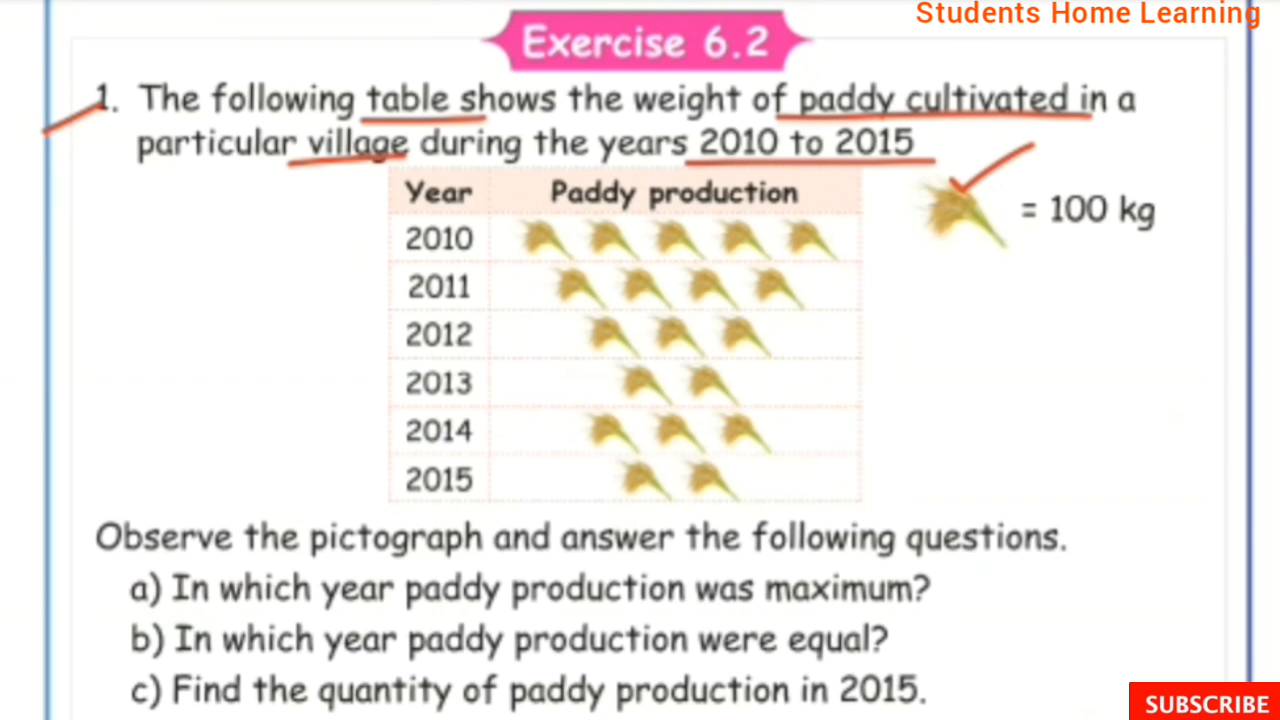 Students Home Learning
Exercise 6.2
1. The following table shows the weight of paddy cultivated in a
particular village during the years 2010 to 2015
Year Paddy production
= 100 kg
2010
2011
2012
2013
2014
2015
Observe the pictograph and answer the following questions.
a) In which year paddy production was maximum?
b) In which year paddy production were equal?
c) Find the quantity of paddy production in 2015.
SUBSCRIBE